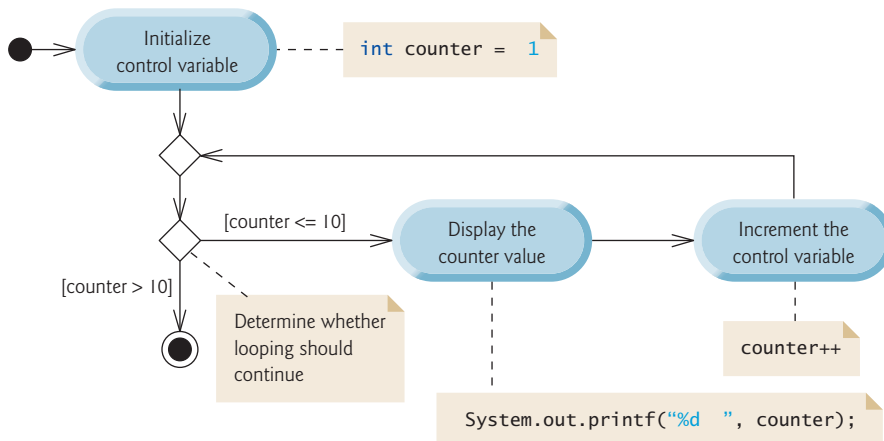 Initialize
control variable
int counter = 1
[counter <= 10]
Display the
counter value
Increment the
control variable
[counter > 10]
Determine whether
looping should
continue
counter++
System.out.printf(“%d  ”, counter);